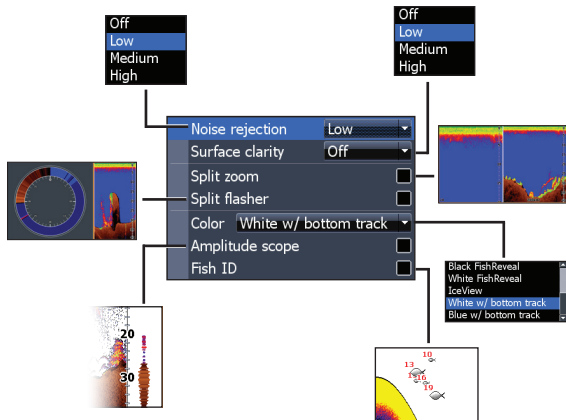 Off
Low
Medium
High
Off
Low
Medium
High
Noise rejection Low
Surface clarity Off
Split zoom
Split flasher
Color White w/ bottom track
Amplitude scope
Fish ID
Black FishReveal
White FishReveal
IceView
White w/ bottom track
Blue w/ bottom track
20
30
10
13
16
19